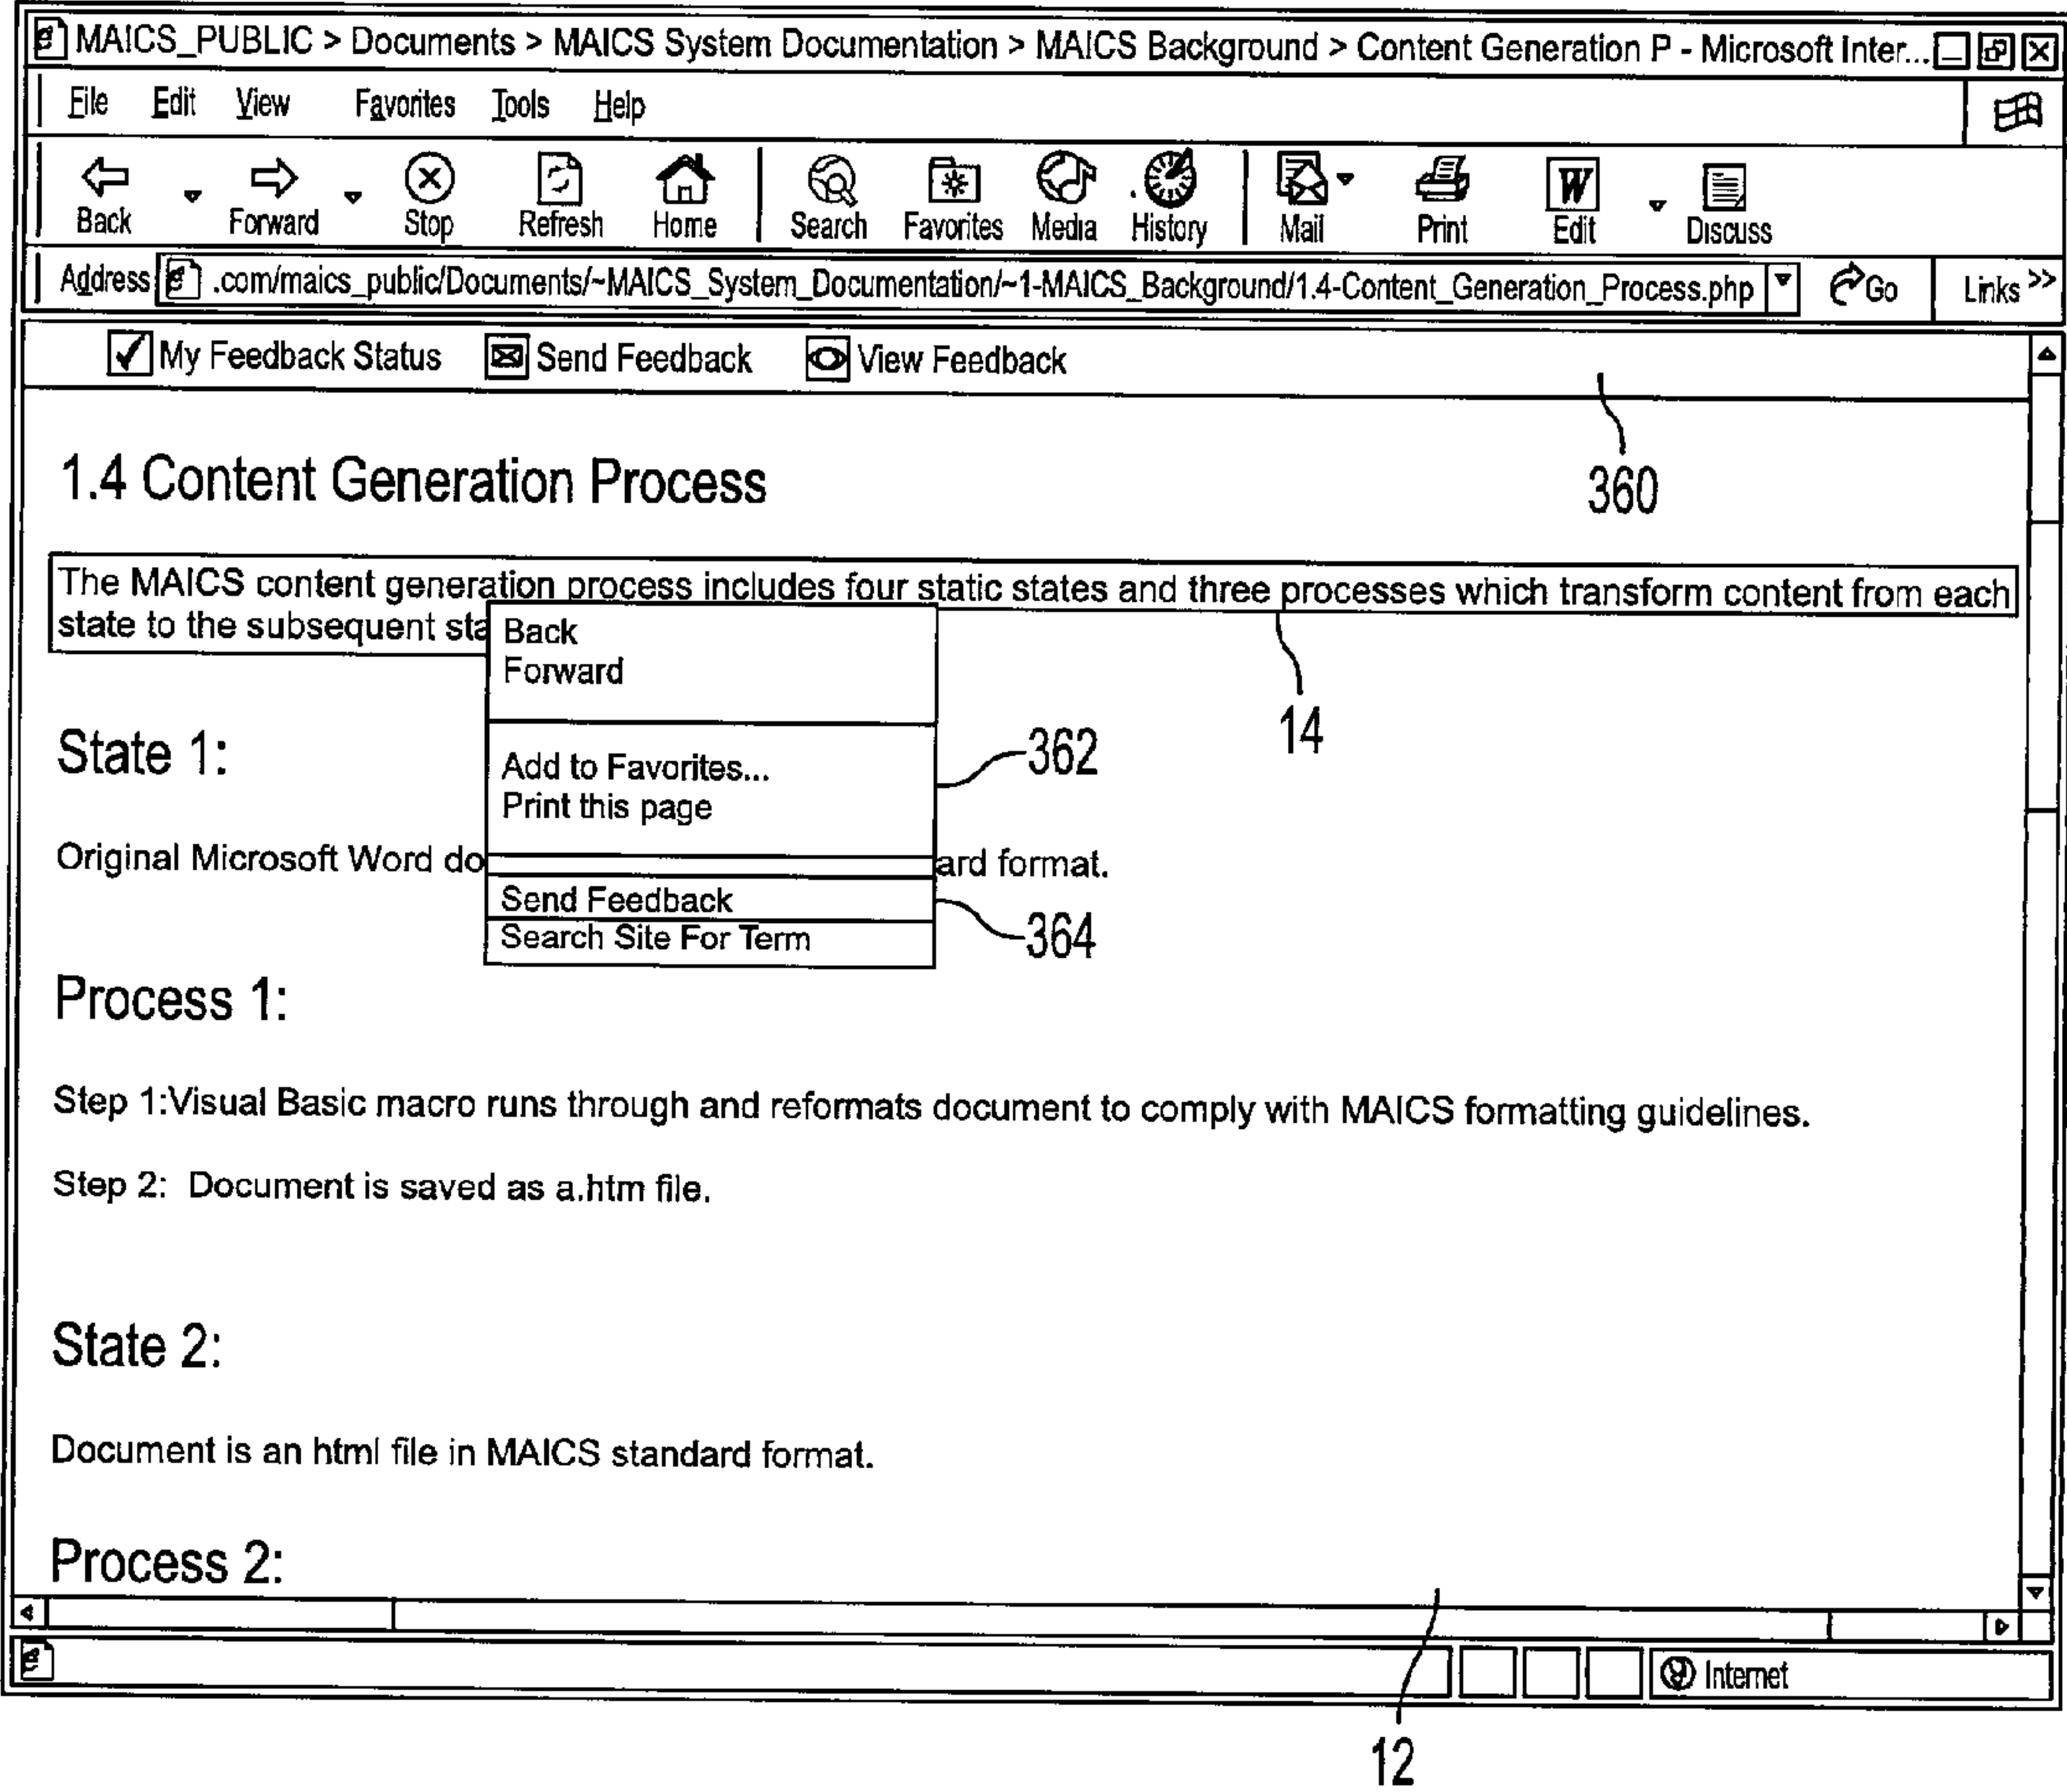 MAICS_PUBLIC > Documents > MAICS System Documentation > MAICS Background > Content Generation P - Microsoft Inter...
File Edit View Favorites Tools Help
Back Forward Stop Refresh Home Search Favorites Media History Mail Print Edit Discuss
Address .com/maics_public/Documents/~MAICS_System_Documentation/~1-MAICS_Background/1.4-Content_Generation_Process.php Go Links >>
My Feedback Status Send Feedback View Feedback
360
1.4 Content Generation Process
The MAICS content generation process includes four static states and three processes which transform content from each
state to the subsequent sta
Back
Forward
14
State 1:
362
Add to Favorites...
Print this page
Original Microsoft Word do ard format.
Send Feedback
364
Search Site For Term
Process 1:
Step 1:Visual Basic macro runs through and reformats document to comply with MAICS formatting guidelines.
Step 2: Document is saved as a.htm file.
State 2:
Document is an html file in MAICS standard format.
Process 2:
Internet
12